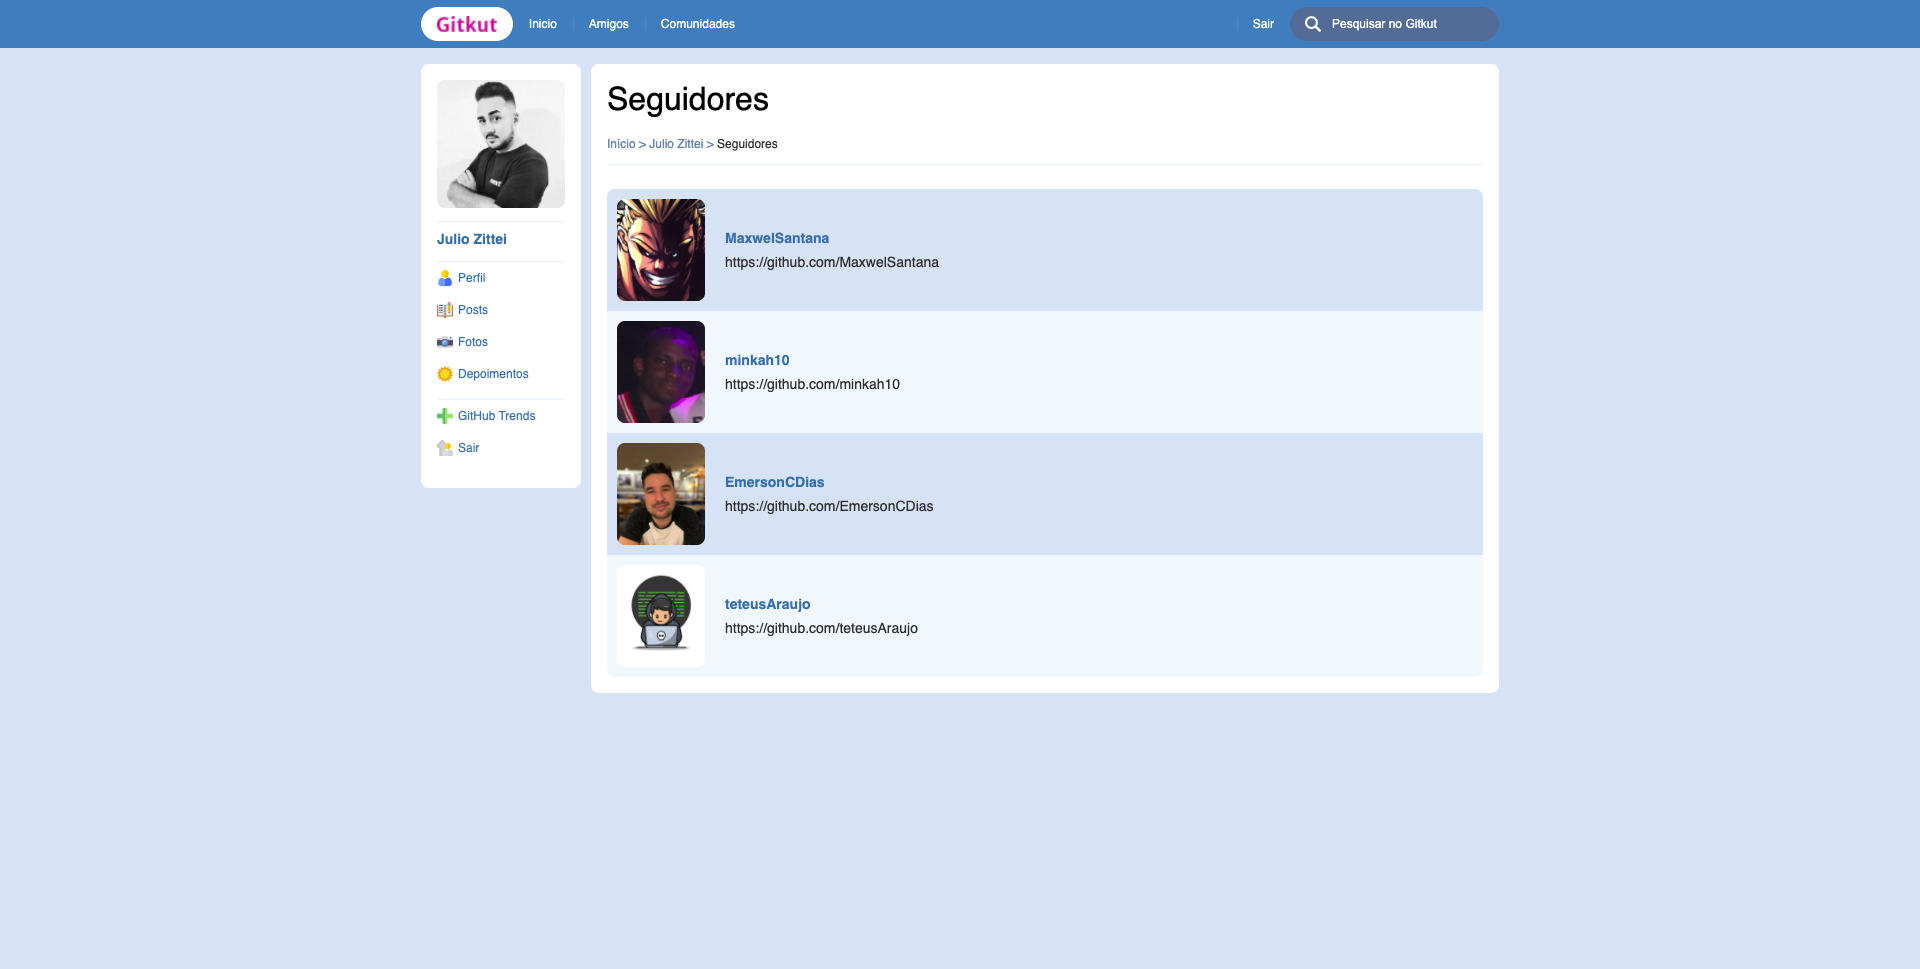 Gitkut
Inicio
Amigos
Comunidades
Sair
Pesquisar no Gitkut
Julio Zittei
Perfil
Posts
Fotos
Depoimentos
GitHub Trends
Sair
Seguidores
Início > Julio Zittei > Seguidores
MaxwelSantana
https://github.com/MaxwelSantana
minkah10
https://github.com/minkah10
EmersonCDias
https://github.com/EmersonCDias
teteusAraujo
https://github.com/teteusAraujo